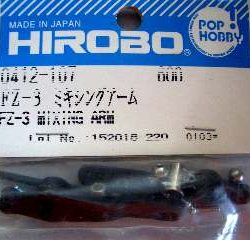 MADE IN JAPAN
HIROBO
POP
HOBBY
0412-107 600
FZ-3 ミキシングアーム
FZ-3 MIXING ARM
Lot No.:152018 220 0103